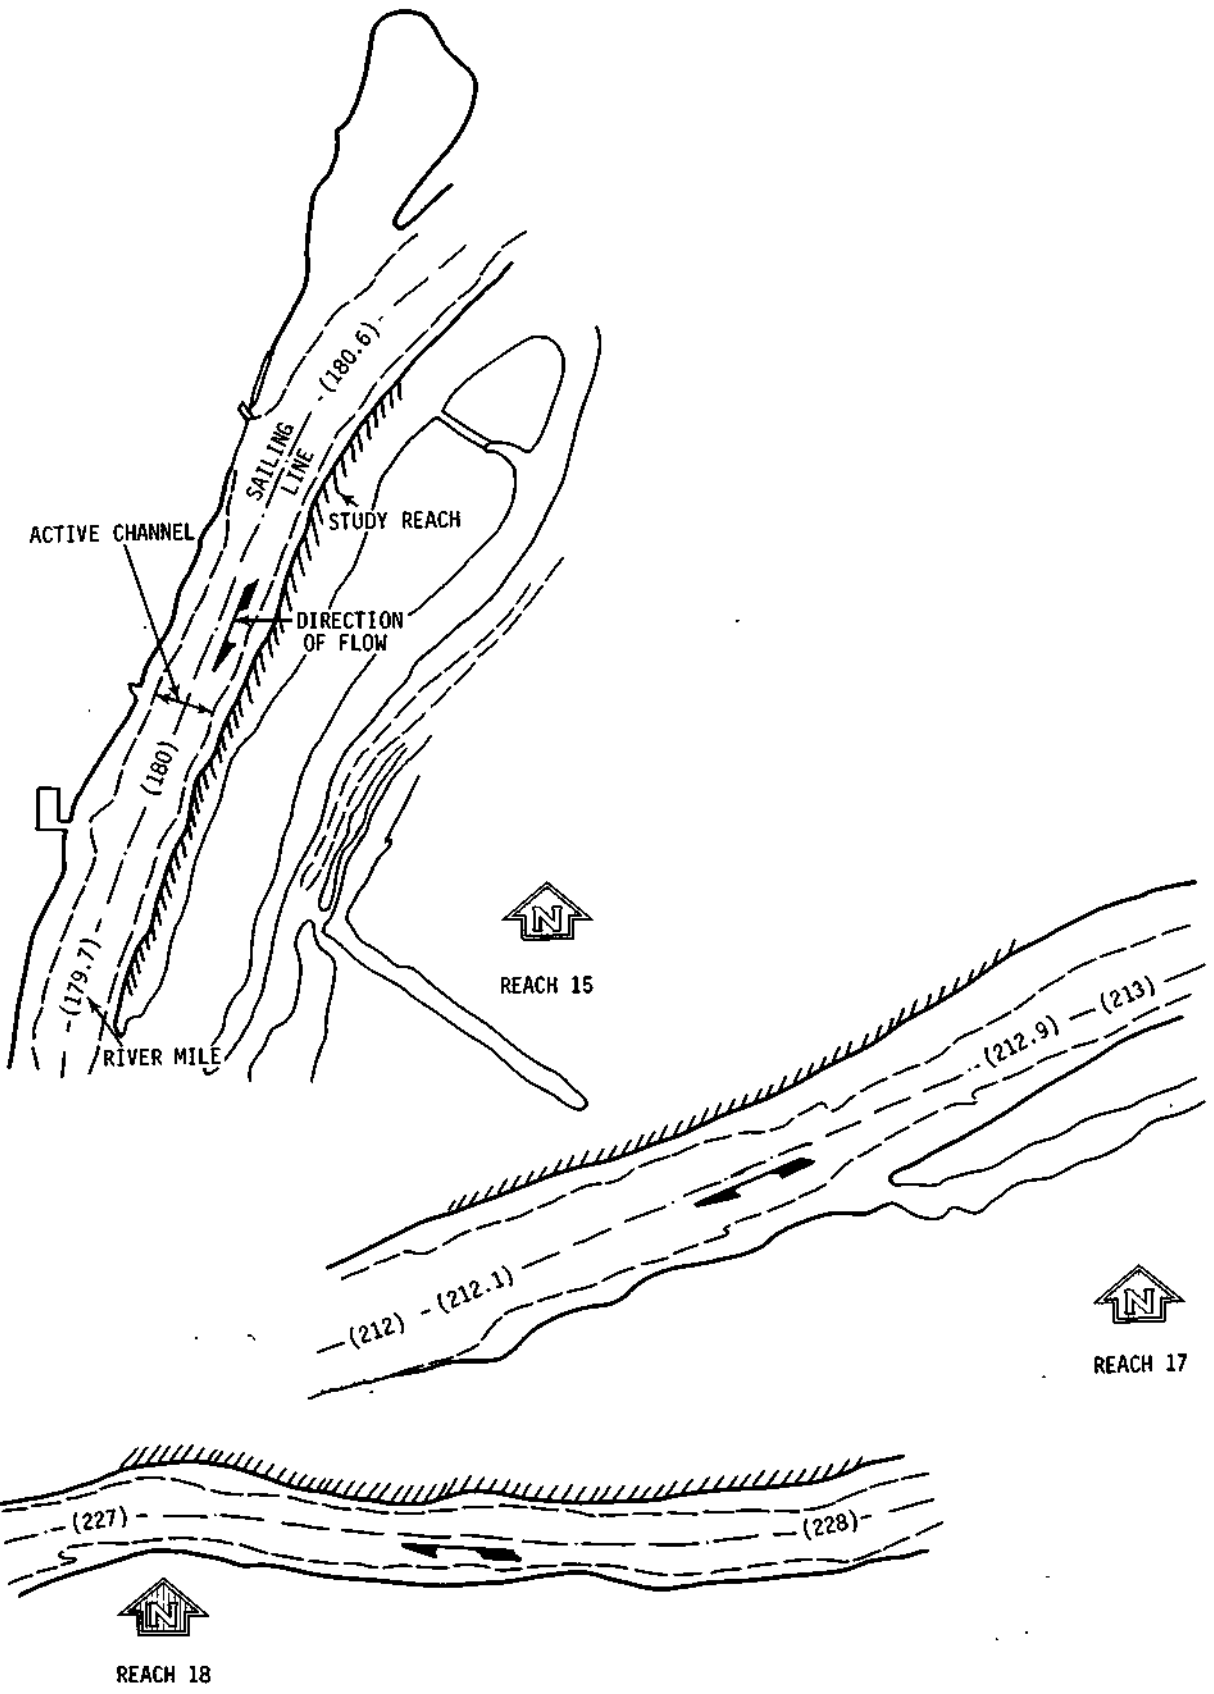 (180.6)
SAILING
LINE
STUDY REACH
ACTIVE CHANNEL
DIRECTION
OF FLOW
(180)
(179.7)
RIVER MILE
N
REACH 15
(213)
(212.9)
(212.1)
(212)
N
REACH 17
(227)
(228)
N
REACH 18